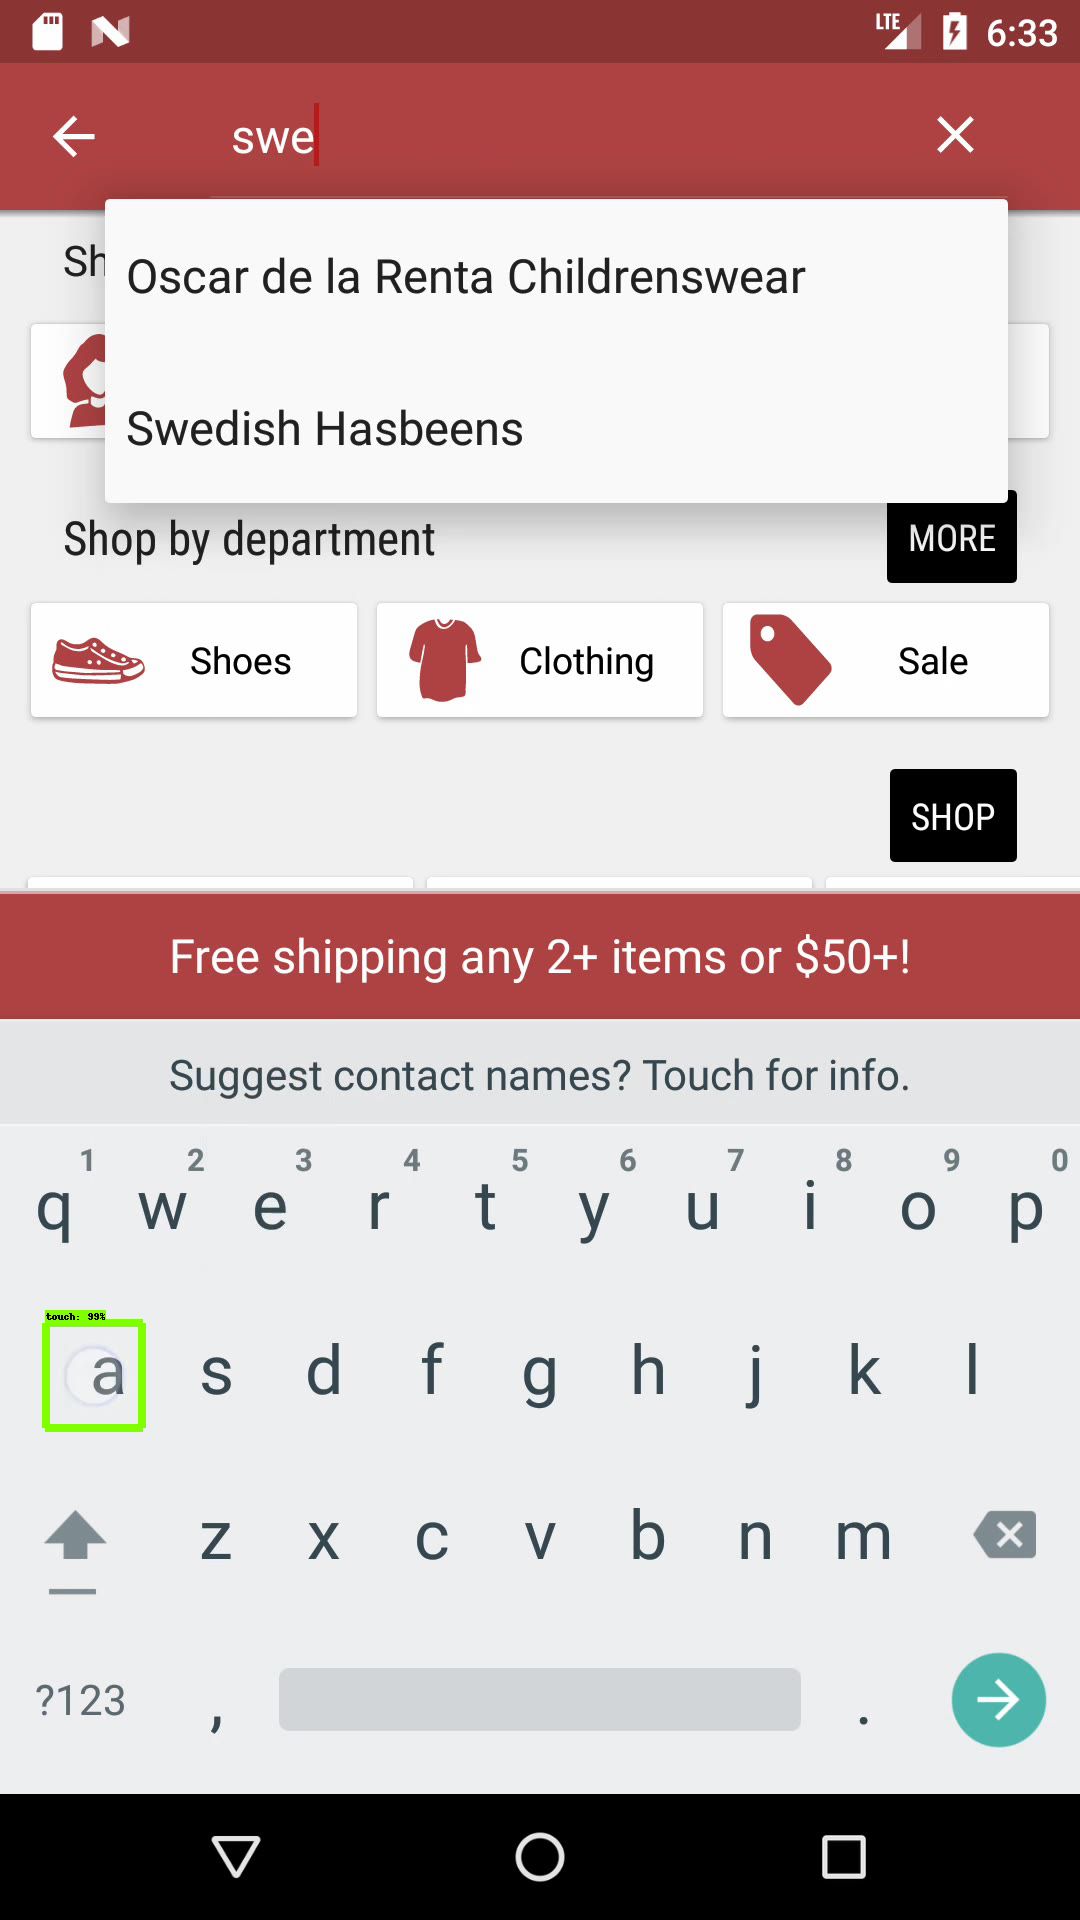 LTE 6:33
swe
Sh
Oscar de la Renta Childrenswear
Swedish Hasbeens
Shop by department
MORE
Shoes
Clothing
Sale
SHOP
Free shipping any 2+ items or $50+!
Suggest contact names? Touch for info.
1 2 3 4 5 6 7 8 9 0
q w e r t y u i o p
touch: 99%
a s d f g h j k l
z x c v b n m
?123 , .